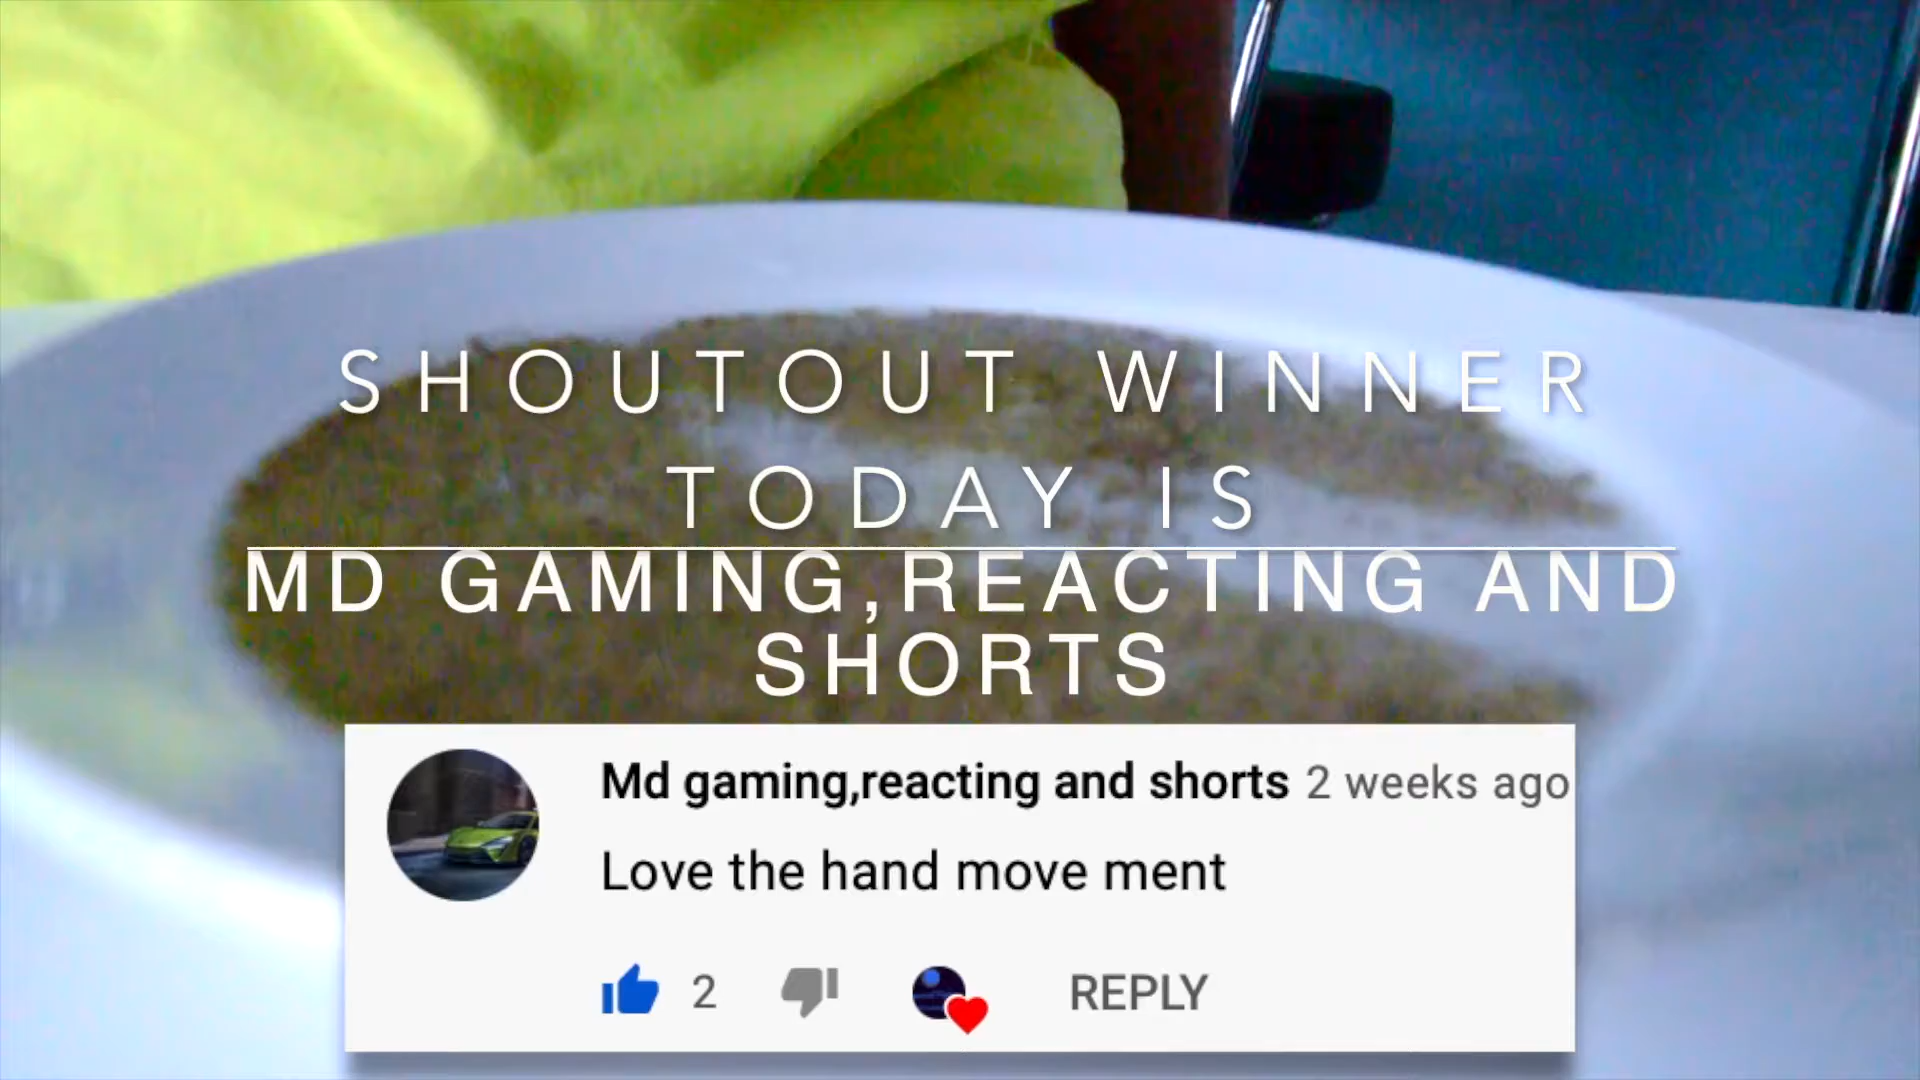 SHOUTOUT WINNER
TODAY IS
MD GAMING,REACTING AND
SHORTS
Md gaming,reacting and shorts 2 weeks ago
Love the hand move ment
2 REPLY